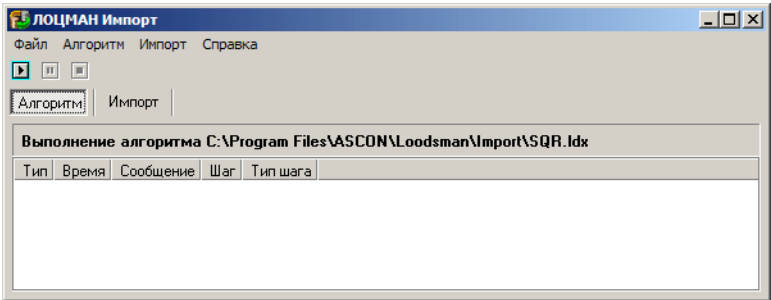 ЛОЦМАН Импорт
Файл Алгоритм Импорт Справка
Алгоритм Импорт
Выполнение алгоритма C:\Program Files\ASCON\Loodsman\Import\SQR.ldx
Тип Время Сообщение Шаг Тип шага